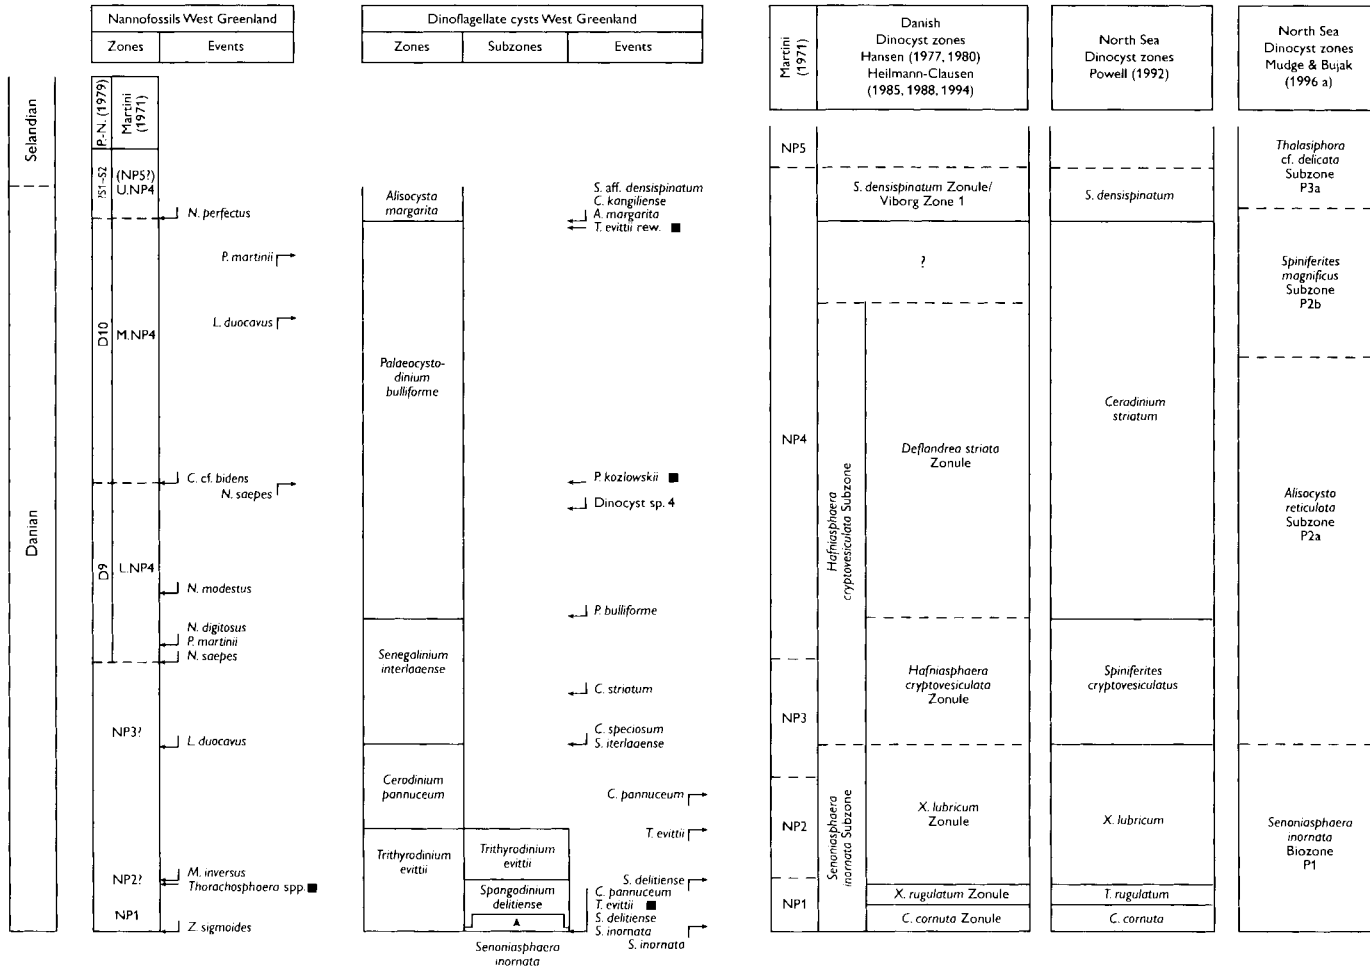 Nannofossils West Greenland
Zones
Events
P.-N. (1979)
Martini
(1971)
Selandian
Danian
?S1–S2
(NP5?)
U.NP4
D10
M.NP4
D9
L.NP4
NP3?
NP2?
NP1
N. perfectus
P. martinii
L. duocavus
C. cf. bidens
N. saepes
N. modestus
N. digitosus
P. martinii
N. saepes
L. duocavus
M. inversus
Thorachosphaera spp. ■
Z. sigmoides
Dinoflagellate cysts West Greenland
Zones
Subzones
Events
Alisocysta
margarita
Palaeocysto-
dinium
bulliforme
Senegalinium
interlaaense
Cerodinium
pannuceum
Trithyrodinium
evittii
Trithyrodinium
evittii
Spongodinium
delitiense
A
Senoniasphaera
inornata
S. aff. densispinatum
C. kangiliense
A. margarita
T. evittii rew. ■
P. kozlowskii ■
Dinocyst sp. 4
P. bulliforme
C. striatum
C. speciosum
S. iterlaaense
C. pannuceum
T. evittii
S. delitiense
C. pannuceum
T. evittii ■
S. delitiense
S. inornata
S. inornata
Martini
(1971)
NP5
NP4
NP3
NP2
NP1
Danish
Dinocyst zones
Hansen (1977, 1980)
Heilmann-Clausen
(1985, 1988, 1994)
S. densispinatum Zonule/
Viborg Zone 1
?
Hafniasphaera
cryptovesiculata Subzone
Deflandrea striata
Zonule
Hafniasphaera
cryptovesiculata
Zonule
Senoniasphaera
inornata Subzone
X. lubricum
Zonule
X. rugulatum Zonule
C. cornuta Zonule
North Sea
Dinocyst zones
Powell (1992)
S. densispinatum
Ceradinium
striatum
Spiniferites
cryptovesiculatus
X. lubricum
T. rugulatum
C. cornuta
North Sea
Dinocyst zones
Mudge & Bujak
(1996 a)
Thalasiphora
cf. delicata
Subzone
P3a
Spiniferites
magnificus
Subzone
P2b
Alisocysta
reticulata
Subzone
P2a
Senoniasphaera
inornata
Biozone
P1